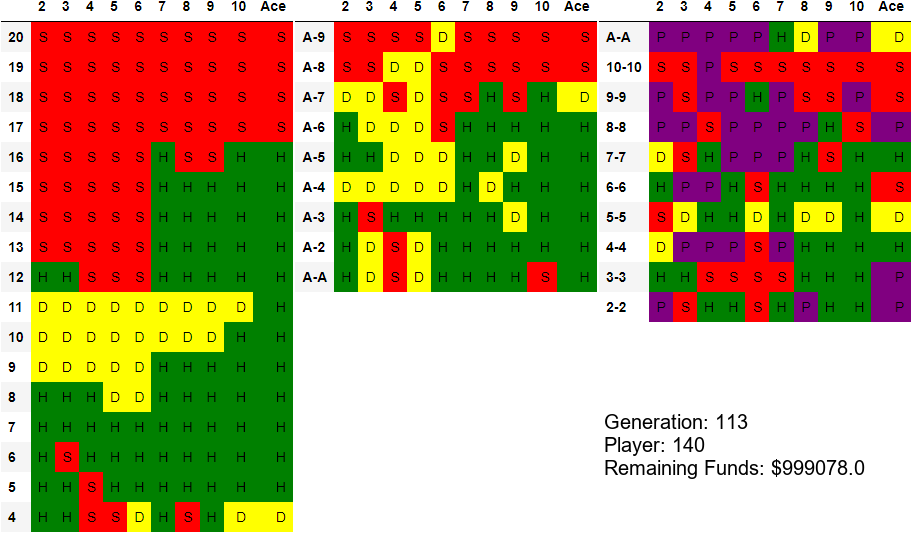 2 3 4 5 6 7 8 9 10 Ace
20 S S S S S S S S S S
19 S S S S S S S S S S
18 S S S S S S S S S S
17 S S S S S S S S S S
16 S S S S S H S S H H
15 S S S S S H H H H H
14 S S S S S H H H H H
13 S S S S S H H H H H
12 H H S S S H H H H H
11 D D D D D D D D D H
10 D D D D D D D D H H
9 D D D D D H H H H H
8 H H H D D H H H H H
7 H H H H H H H H H H
6 H S H H H H H H H H
5 H H S H H H H H H H
4 H H S S D H S H D D
2 3 4 5 6 7 8 9 10 Ace
A-9 S S S S D S S S S S
A-8 S S D D S S S S S S
A-7 D D S D S S H S H D
A-6 H D D D S H H H H H
A-5 H H D D D H H D H H
A-4 D D D D D H D H H H
A-3 H S H H H H H D H H
A-2 H D S D H H H H H H
A-A H D S D H H H H S H
2 3 4 5 6 7 8 9 10 Ace
A-A P P P P P H D P P D
10-10 S S P S S S S S S S
9-9 P S P P H P S S P S
8-8 P P S P P P P H S P
7-7 D S H P P P H S H H
6-6 H P P H S H H H H S
5-5 S D H H D H D D H D
4-4 D P P P S P H H H H
3-3 H H S S S S H H H P
2-2 P S H H S H P H H P
Generation: 113
Player: 140
Remaining Funds: $999078.0